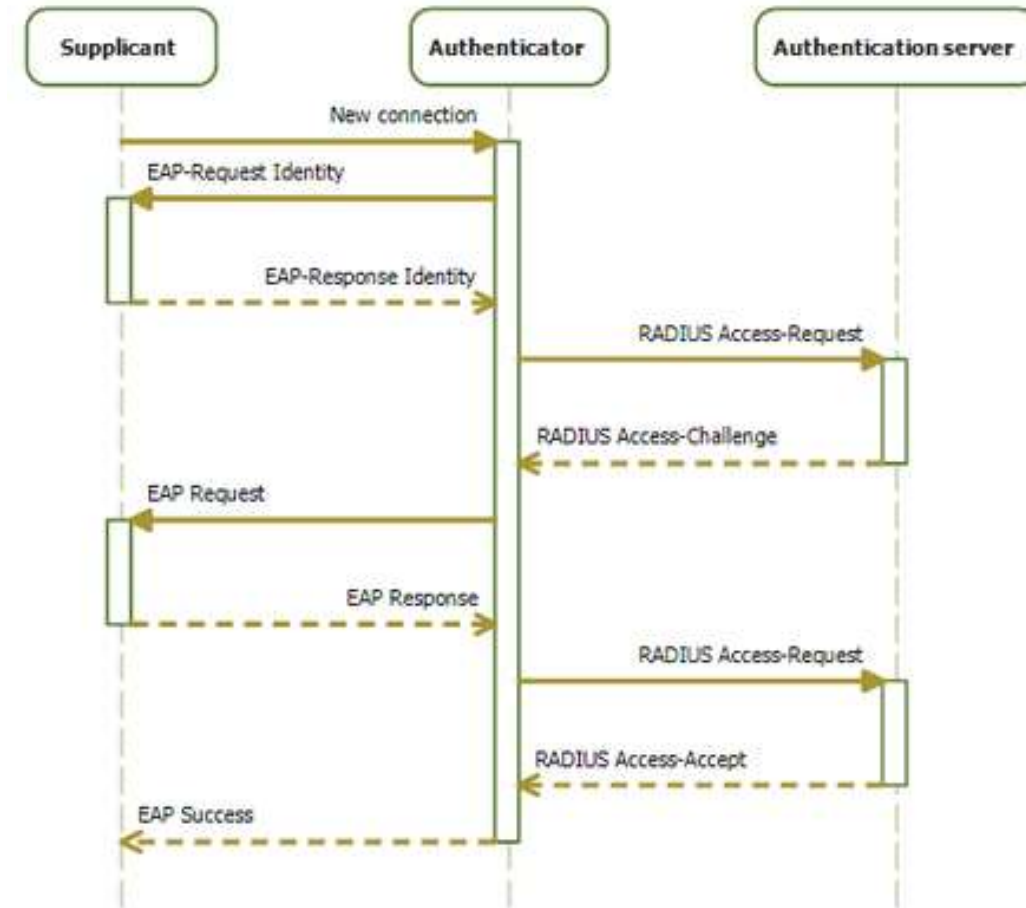 Supplicant
Authenticator
Authentication server
New connection
EAP-Request Identity
EAP-Response Identity
RADIUS Access-Request
RADIUS Access-Challenge
EAP Request
EAP Response
RADIUS Access-Request
RADIUS Access-Accept
EAP Success